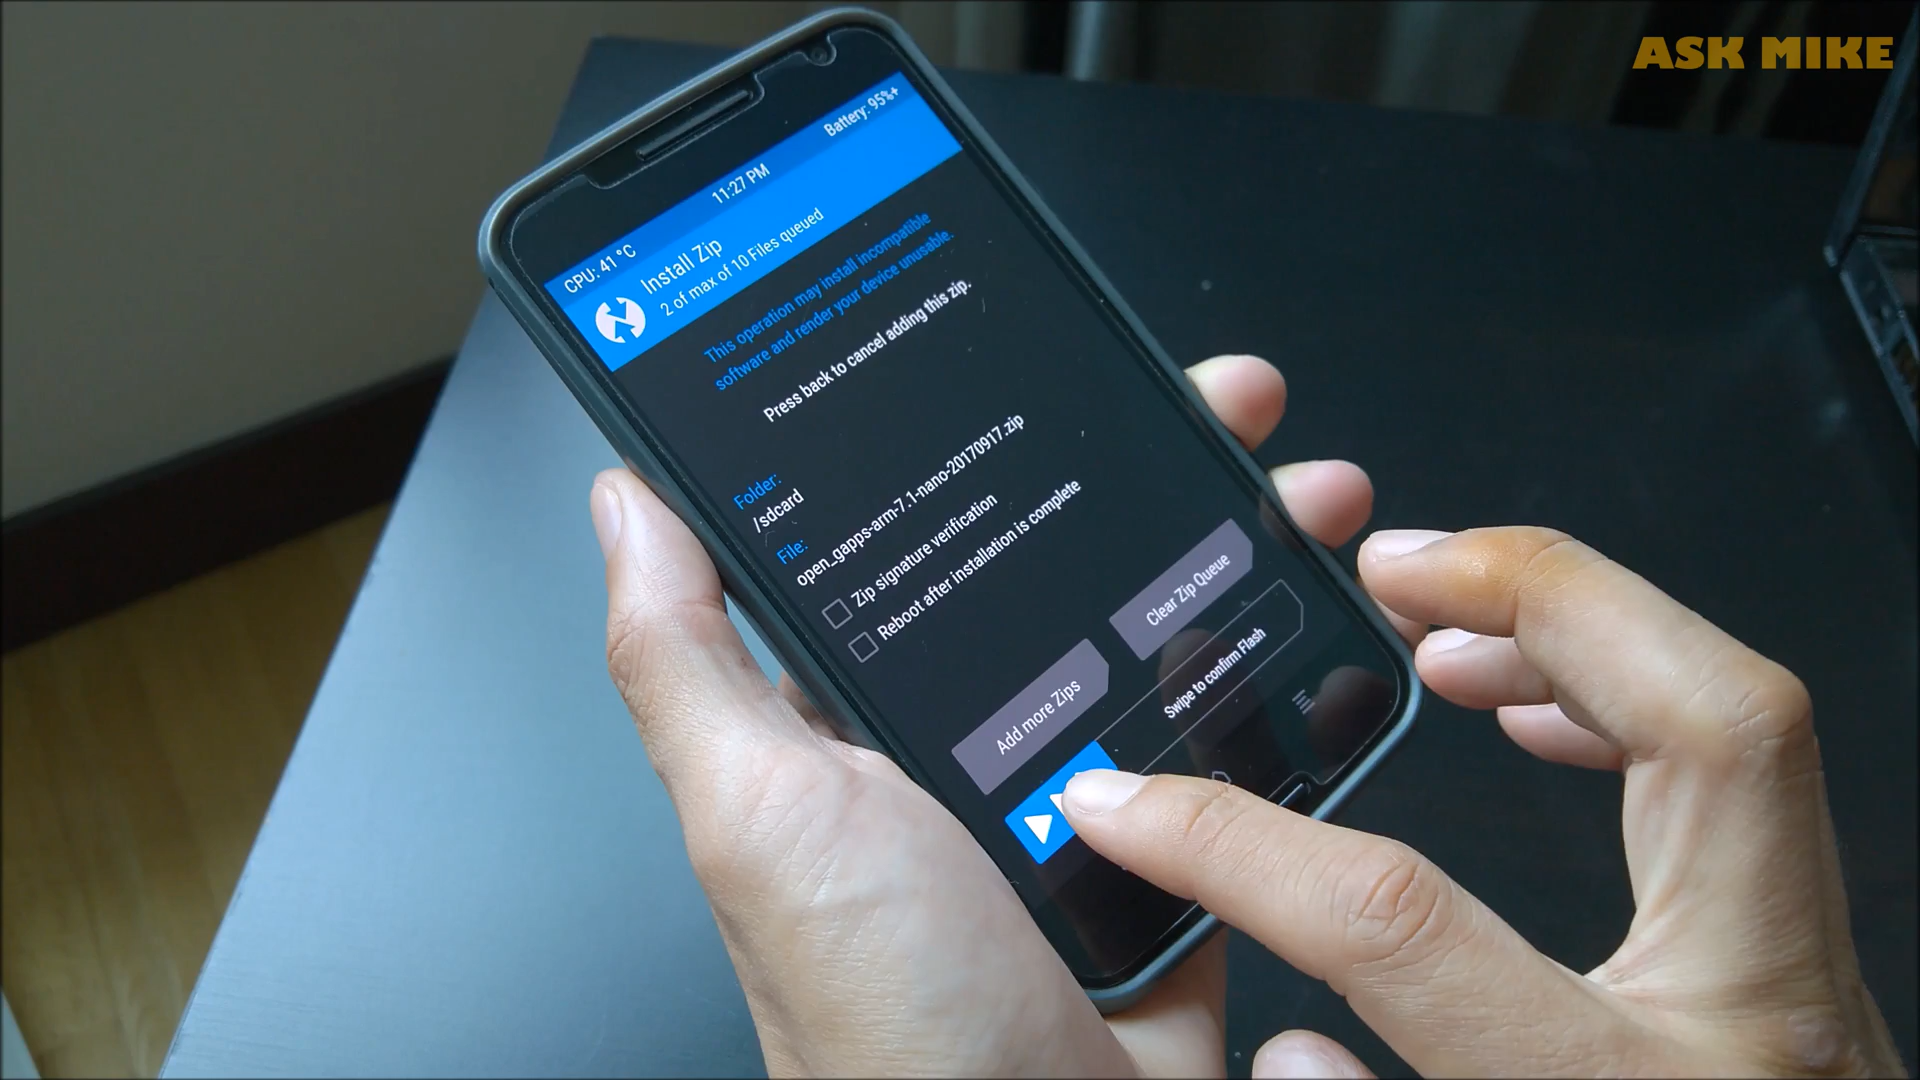 ASK MIKE
Battery: 95%+
11:27 PM
CPU: 41 °C
Install Zip
2 of max of 10 Files queued
This operation may install incompatible
software and render your device unusable.
Press back to cancel adding this zip.
Folder:
/sdcard
File:
open_gapps-arm-7.1-nano-20170917.zip
Zip signature verification
Reboot after installation is complete
Clear Zip Queue
Add more Zips
Swipe to confirm Flash